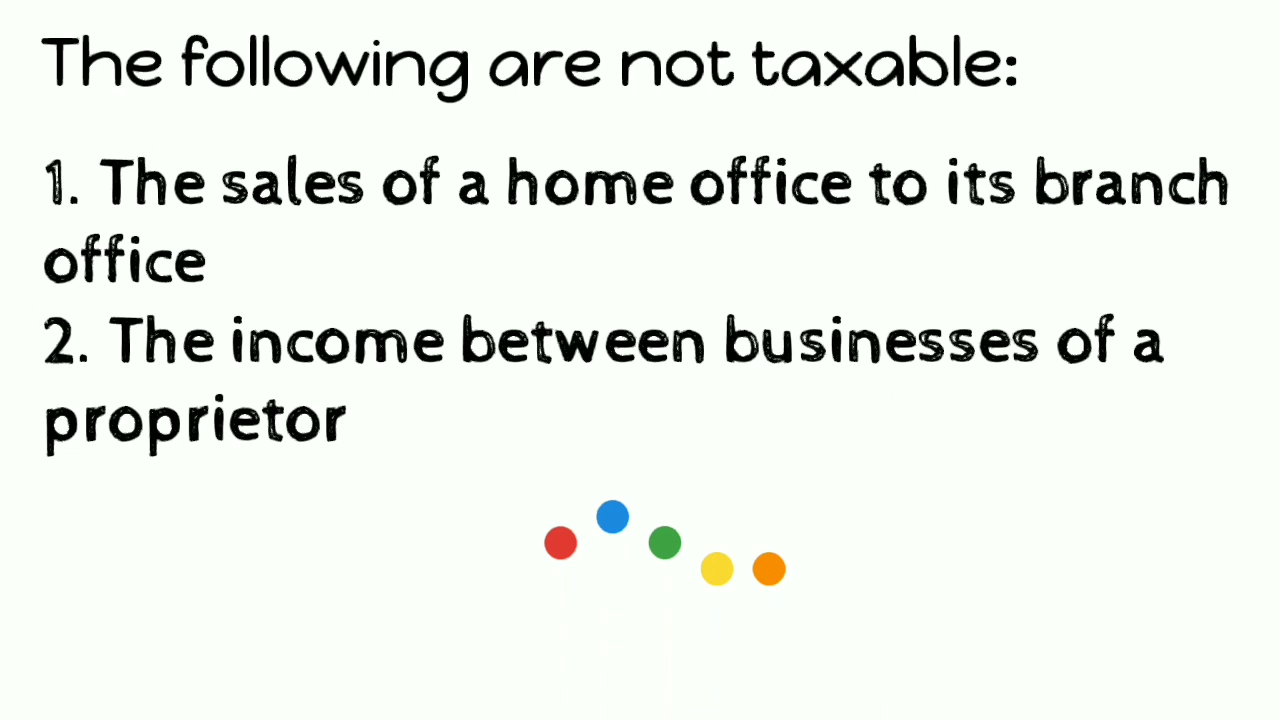 The following are not taxable:
1. The sales of a home office to its branch
office
2. The income between businesses of a
proprietor